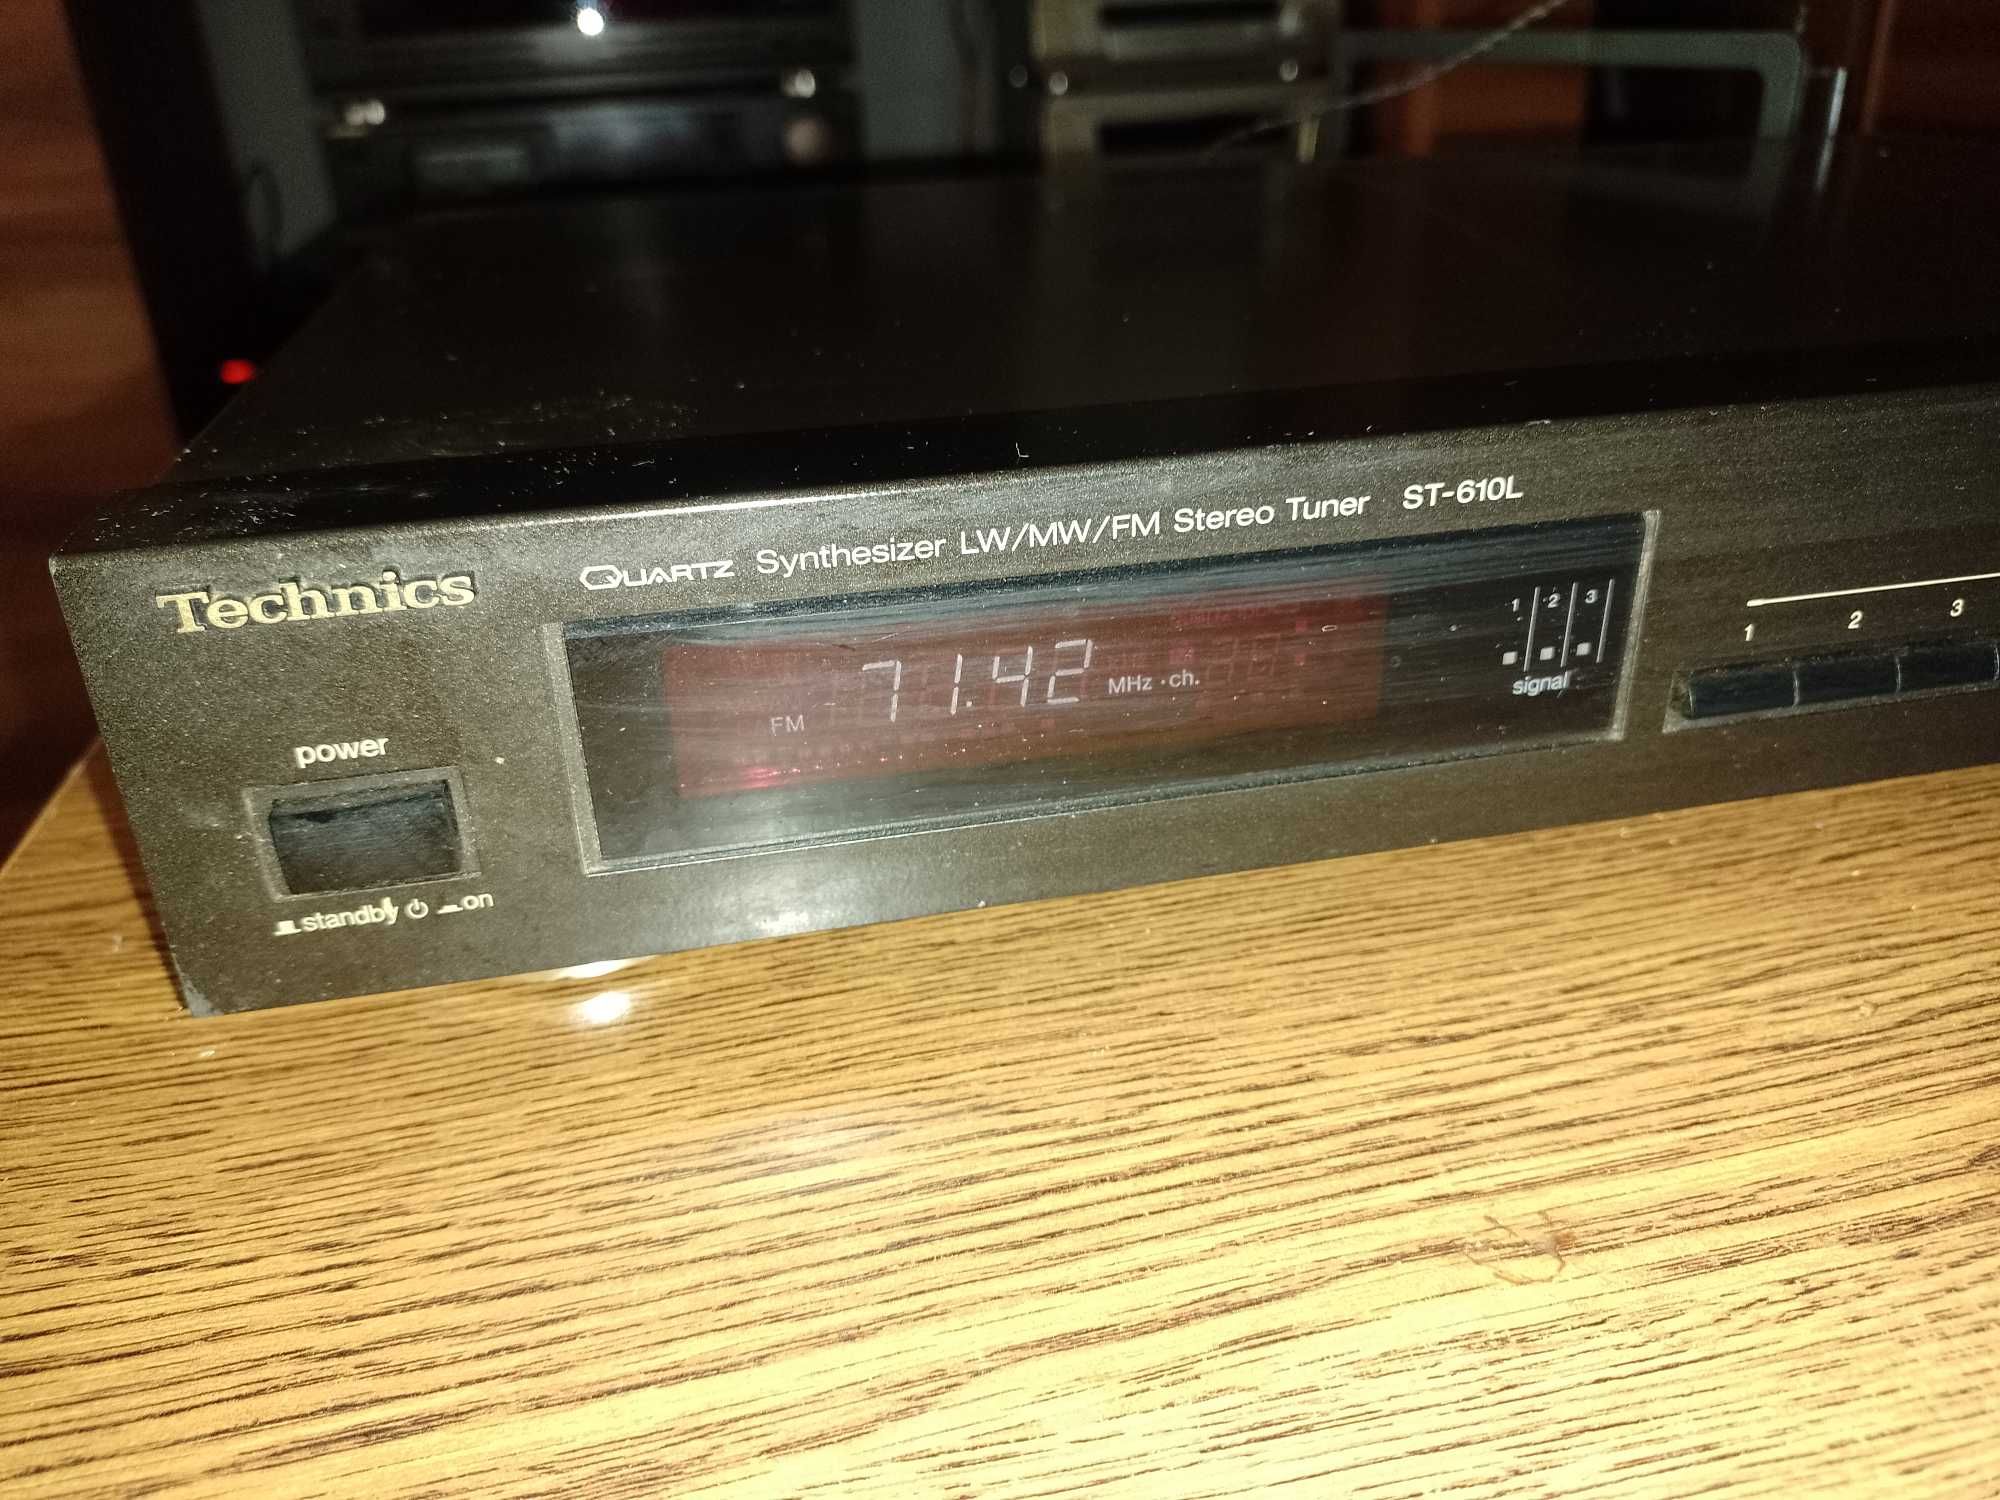 QUARTZ Synthesizer LW/MW/FM Stereo Tuner ST-610L
Technics
1 2 3
1 2 3
71.42 MHz ·ch.
FM
signal
power
standby on